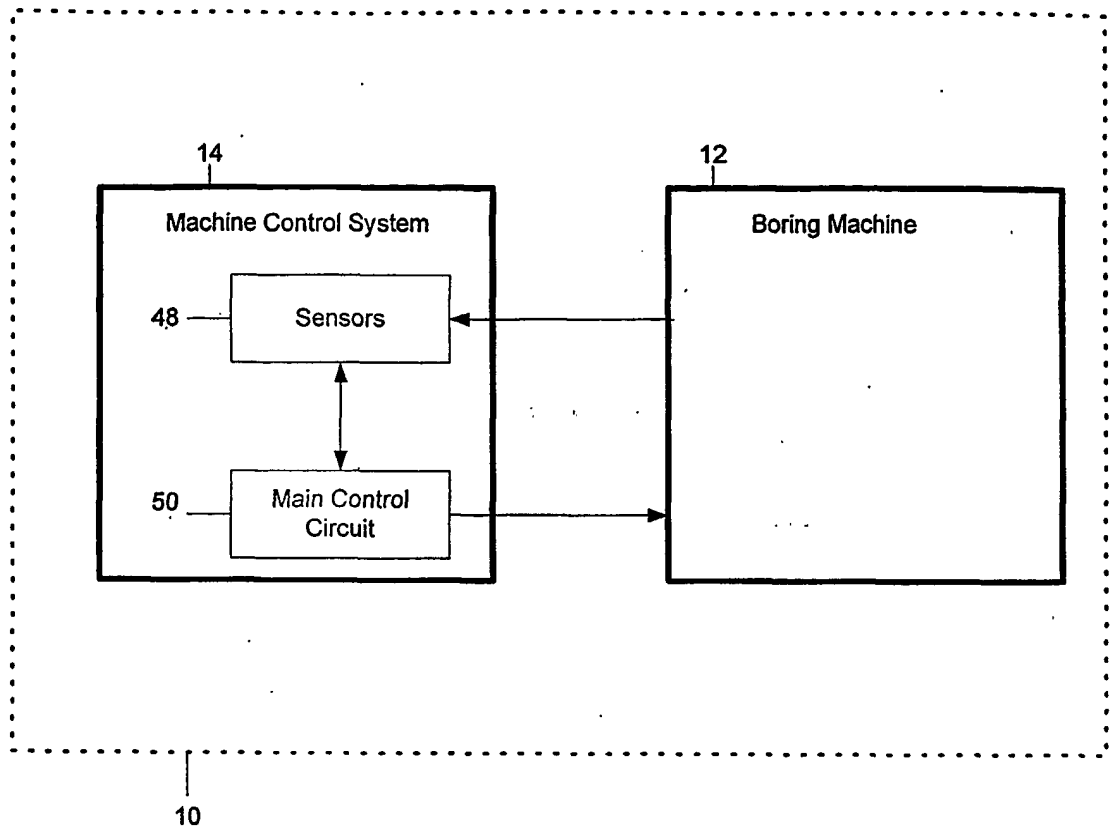 14
12
Machine Control System
Boring Machine
48
Sensors
50
Main Control
Circuit
10